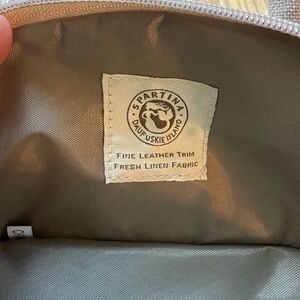 SPARTINA
DAUFUSKIE ISLAND
FINE LEATHER TRIM
FRESH LINEN FABRIC